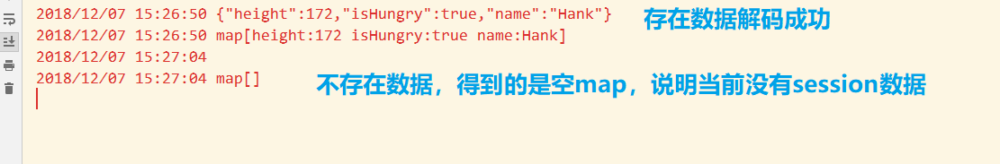 2018/12/07 15:26:50 {"height":172,"isHungry":true,"name":"Hank"}
存在数据解码成功
2018/12/07 15:26:50 map[height:172 isHungry:true name:Hank]
2018/12/07 15:27:04
2018/12/07 15:27:04 map[]
不存在数据，得到的是空map，说明当前没有session数据